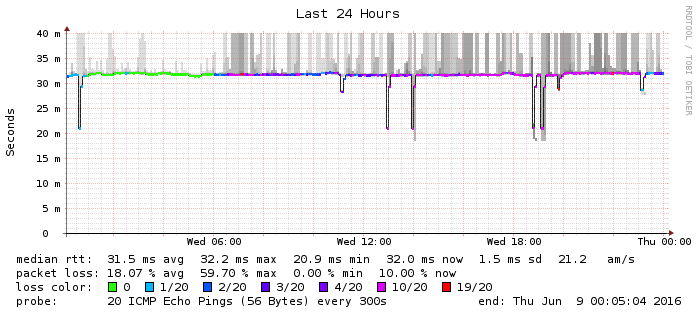 Last 24 Hours
RRDTOOL / TOBI OETIKER
Seconds
40 m
35 m
30 m
25 m
20 m
15 m
10 m
5 m
0
Wed 06:00 Wed 12:00 Wed 18:00 Thu 00:00
median rtt: 31.5 ms avg 32.2 ms max 20.9 ms min 32.0 ms now 1.5 ms sd 21.2 am/s
packet loss: 18.07 % avg 59.70 % max 0.00 % min 10.00 % now
loss color: 0 1/20 2/20 3/20 4/20 10/20 19/20
probe: 20 ICMP Echo Pings (56 Bytes) every 300s end: Thu Jun 9 00:05:04 2016